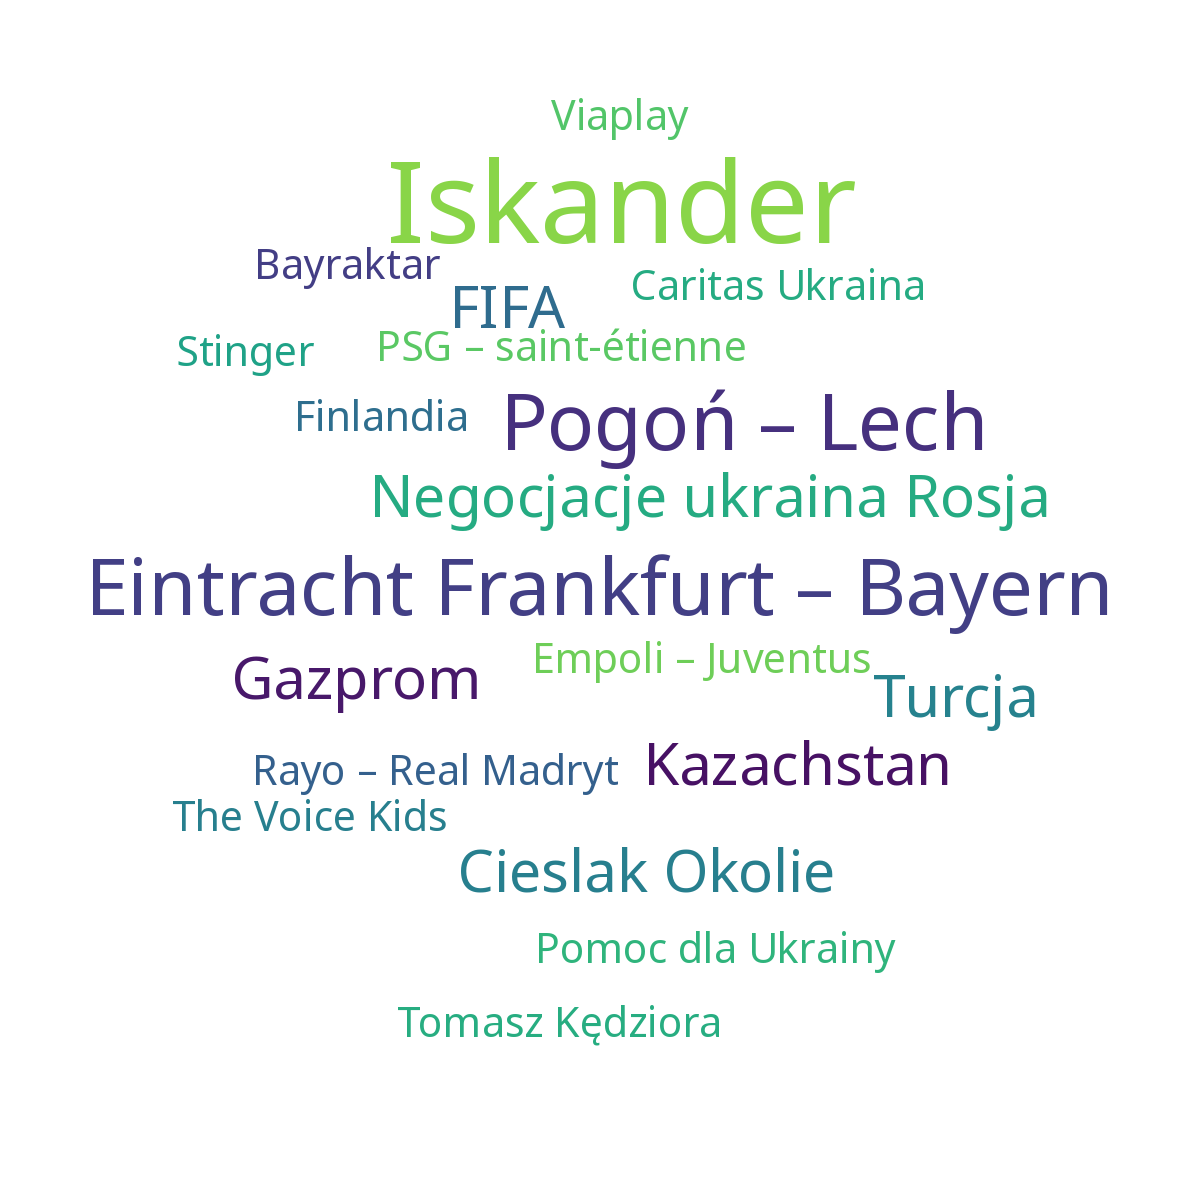 Viaplay
Iskander
Bayraktar
Caritas Ukraina
FIFA
PSG – saint-étienne
Stinger
Finlandia
Pogoń – Lech
Negocjacje ukraina Rosja
Eintracht Frankfurt – Bayern
Empoli – Juventus
Gazprom
Turcja
Kazachstan
Rayo – Real Madryt
The Voice Kids
Cieslak Okolie
Pomoc dla Ukrainy
Tomasz Kędziora